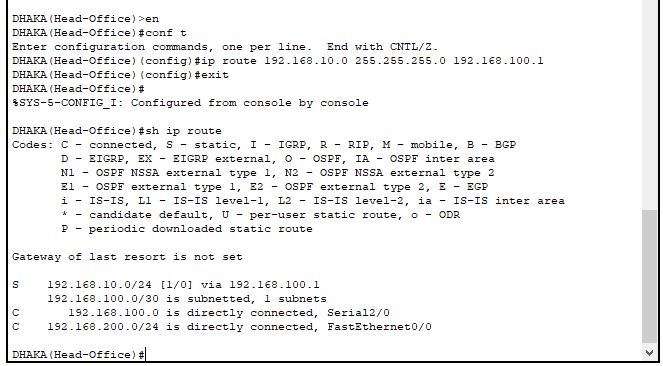 DHAKA(Head-Office)>en
DHAKA(Head-Office)#conf t
Enter configuration commands, one per line.  End with CNTL/Z.
DHAKA(Head-Office)(config)#ip route 192.168.10.0 255.255.255.0 192.168.100.1
DHAKA(Head-Office)(config)#exit
DHAKA(Head-Office)#
%SYS-5-CONFIG_I: Configured from console by console

DHAKA(Head-Office)#sh ip route
Codes: C - connected, S - static, I - IGRP, R - RIP, M - mobile, B - BGP
       D - EIGRP, EX - EIGRP external, O - OSPF, IA - OSPF inter area
       N1 - OSPF NSSA external type 1, N2 - OSPF NSSA external type 2
       E1 - OSPF external type 1, E2 - OSPF external type 2, E - EGP
       i - IS-IS, L1 - IS-IS level-1, L2 - IS-IS level-2, ia - IS-IS inter area
       * - candidate default, U - per-user static route, o - ODR
       P - periodic downloaded static route

Gateway of last resort is not set

S    192.168.10.0/24 [1/0] via 192.168.100.1
     192.168.100.0/30 is subnetted, 1 subnets
C       192.168.100.0 is directly connected, Serial2/0
C    192.168.200.0/24 is directly connected, FastEthernet0/0

DHAKA(Head-Office)#